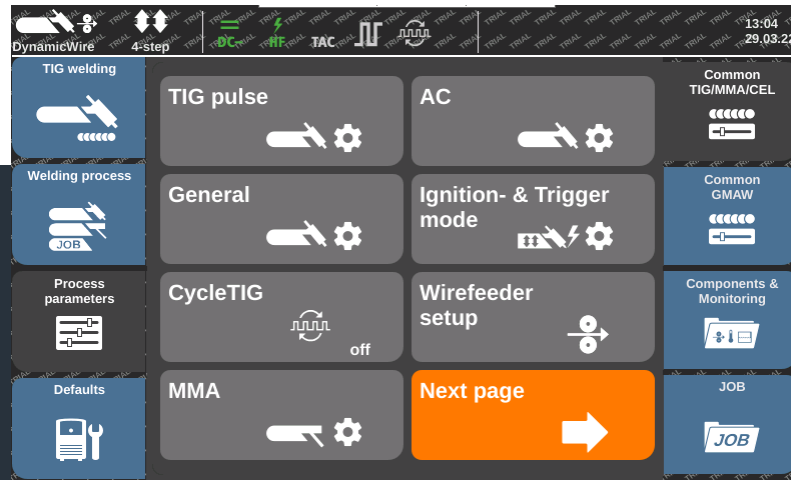 DynamicWire
4-step
DC-
HF
TAC
13:04
29.03.22
TIG welding
Welding process
JOB
Process
parameters
Defaults
TIG pulse
AC
General
Ignition- & Trigger
mode
CycleTIG
off
Wirefeeder
setup
MMA
Next page
Common
TIG/MMA/CEL
Common
GMAW
Components &
Monitoring
JOB
JOB
TRIAL